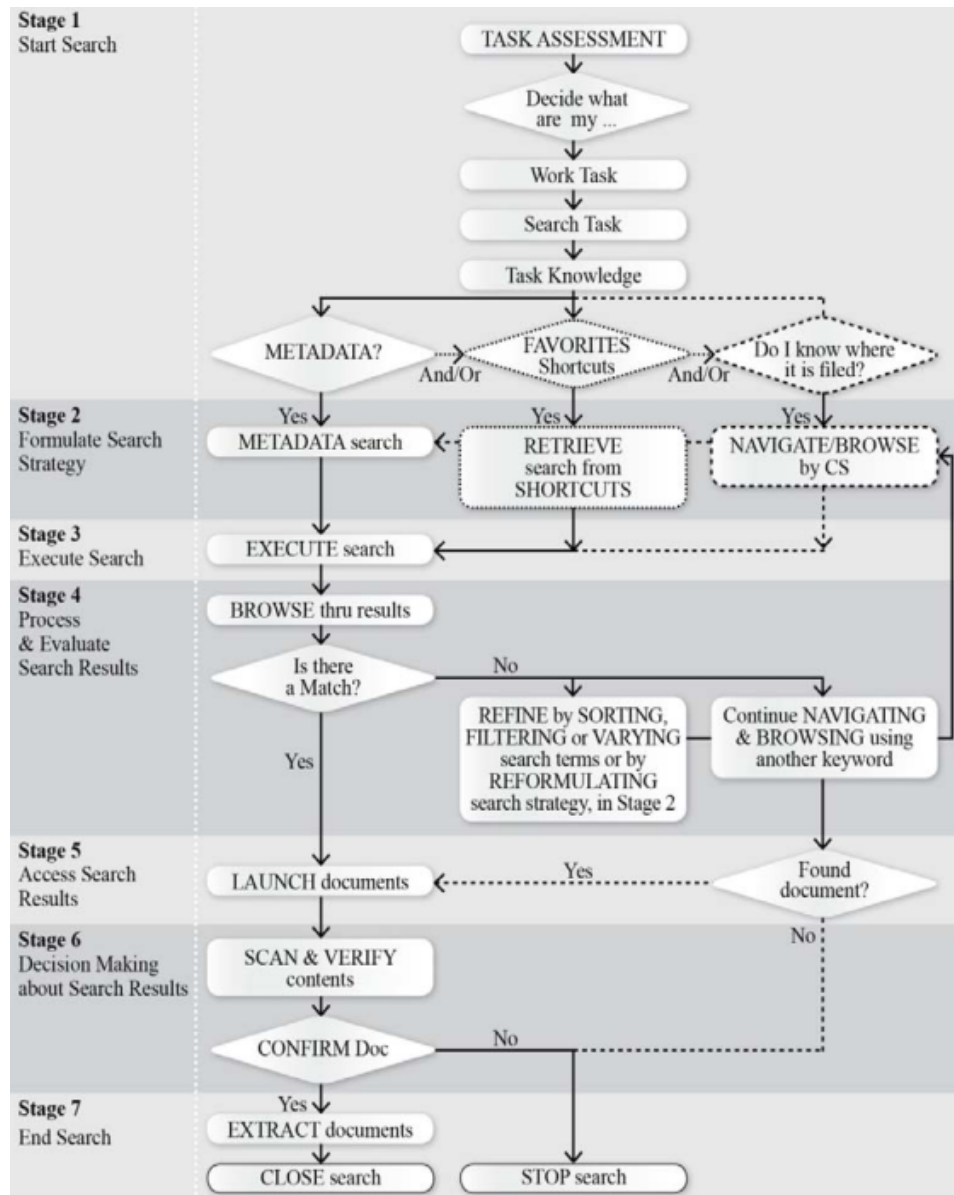 Stage 1
Start Search
TASK ASSESSMENT
Decide what
are my ...
Work Task
Search Task
Task Knowledge
METADATA?
And/Or
FAVORITES
Shortcuts
And/Or
Do I know where
it is filed?
Stage 2
Formulate Search
Strategy
Yes
METADATA search
Yes
RETRIEVE
search from
SHORTCUTS
Yes
NAVIGATE/BROWSE
by CS
Stage 3
Execute Search
EXECUTE search
Stage 4
Process
& Evaluate
Search Results
BROWSE thru results
Is there
a Match?
No
Yes
REFINE by SORTING,
FILTERING or VARYING
search terms or by
REFORMULATING
search strategy, in Stage 2
Continue NAVIGATING
& BROWSING using
another keyword
Stage 5
Access Search
Results
LAUNCH documents
Yes
Found
document?
No
Stage 6
Decision Making
about Search Results
SCAN & VERIFY
contents
CONFIRM Doc
No
Stage 7
End Search
Yes
EXTRACT documents
CLOSE search
STOP search